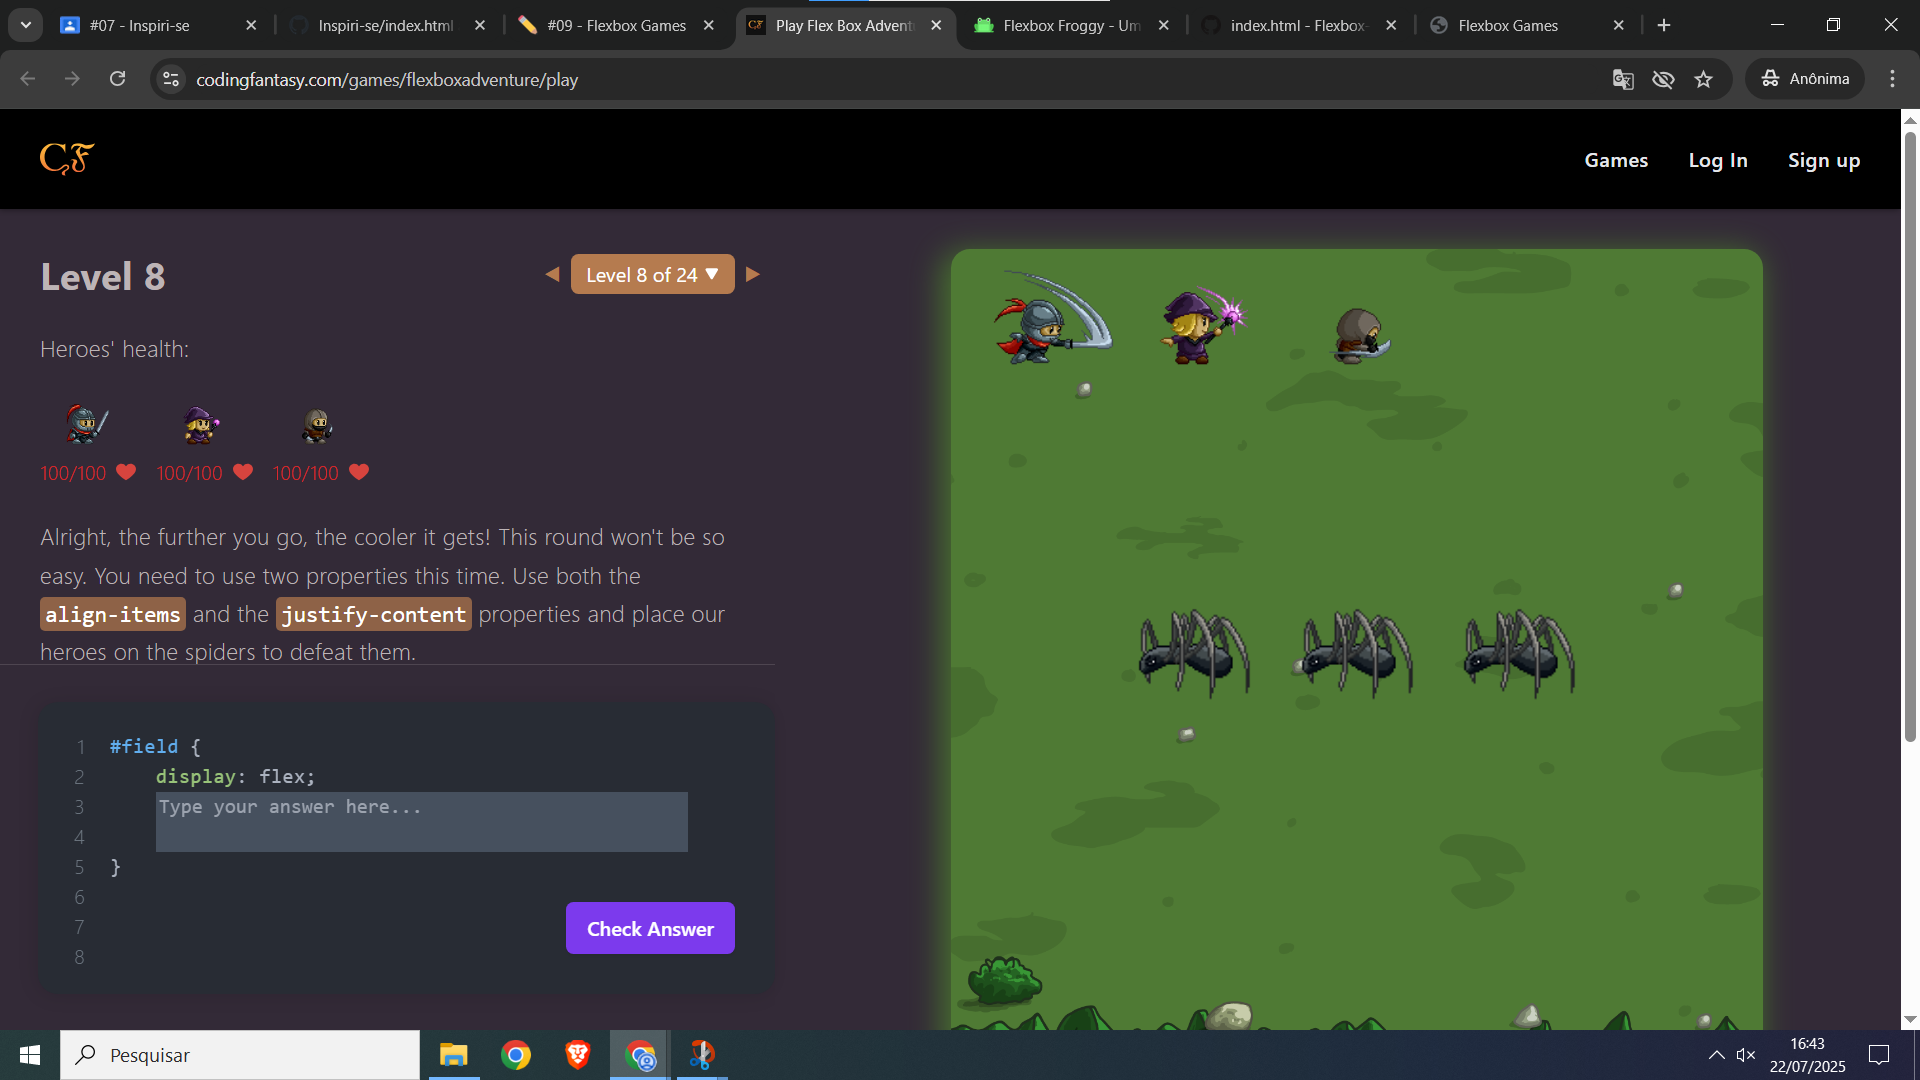 #07 - Inspiri-se
Inspiri-se/index.html
#09 - Flexbox Games
Play Flex Box Advent
Flexbox Froggy - Um
index.html - Flexbox-
Flexbox Games
codingfantasy.com/games/flexboxadventure/play
Anônima
CF
Games
Log In
Sign up
Level 8
Level 8 of 24 ▼
Heroes' health:
100/100
100/100
100/100
Alright, the further you go, the cooler it gets! This round won't be so
easy. You need to use two properties this time. Use both the
align-items and the justify-content properties and place our
heroes on the spiders to defeat them.
1 #field {
2 display: flex;
3 Type your answer here...
4
5 }
6
7
8
Check Answer
Pesquisar
16:43
22/07/2025